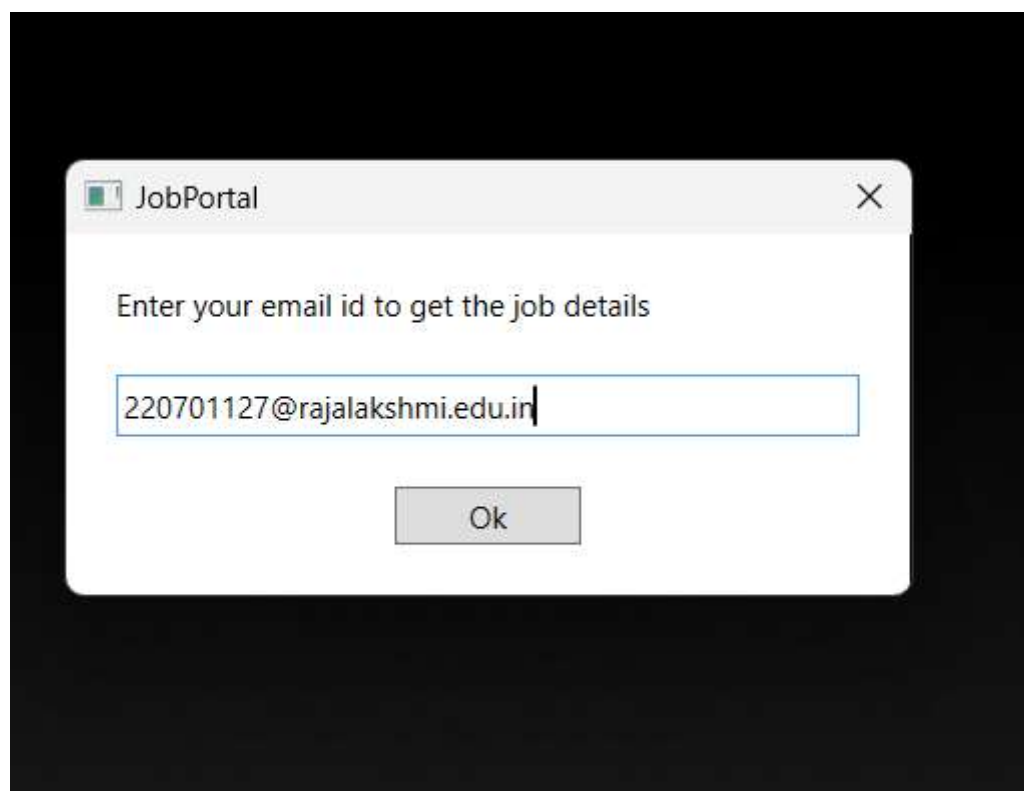 JobPortal
Enter your email id to get the job details
220701127@rajalakshmi.edu.in
Ok